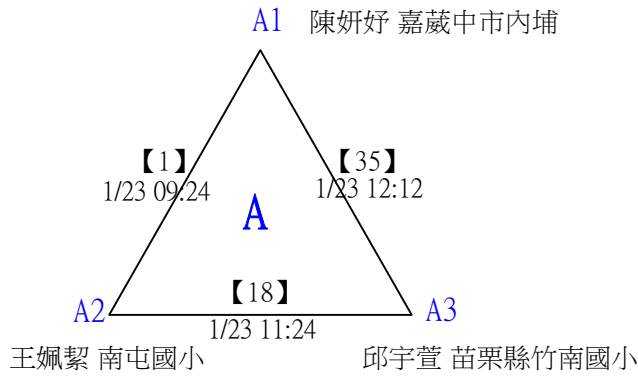 A1 陳妍妤 嘉葳中市內埔
【1】
1/23 09:24
【35】
1/23 12:12
A
【18】
1/23 11:24
A2
A3
王姵絜 南屯國小
邱宇萱 苗栗縣竹南國小